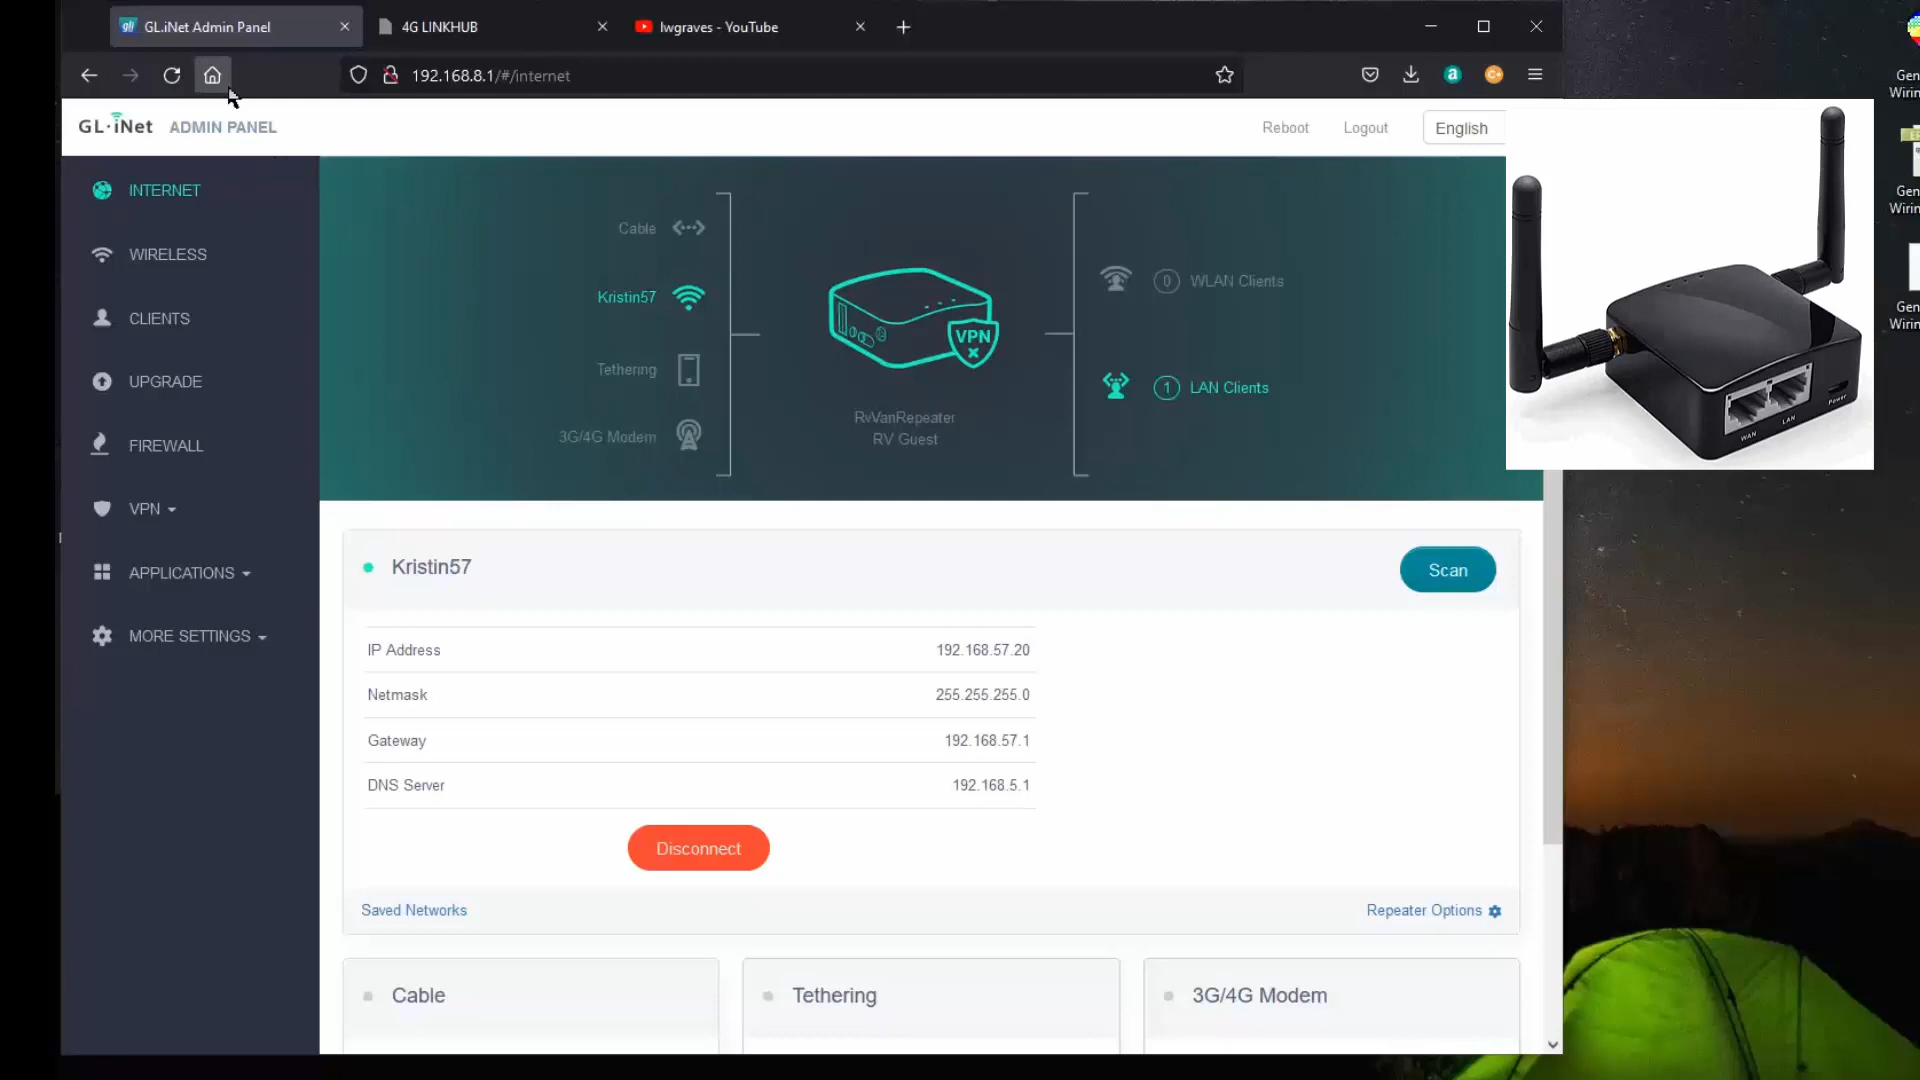 GL.iNet Admin Panel
4G LINKHUB
lwgraves - YouTube
192.168.8.1/#/internet
GL·iNet ADMIN PANEL
Reboot
Logout
English
INTERNET
WIRELESS
CLIENTS
UPGRADE
FIREWALL
VPN
APPLICATIONS
MORE SETTINGS
Cable
Kristin57
Tethering
3G/4G Modem
VPN
RvVanRepeater
RV Guest
0 WLAN Clients
1 LAN Clients
WAN
LAN
Power
Gen
Wirin
Gen
Wirin
Gen
Wirin
Kristin57
Scan
IP Address 192.168.57.20
Netmask 255.255.255.0
Gateway 192.168.57.1
DNS Server 192.168.5.1
Disconnect
Saved Networks
Repeater Options
Cable
Tethering
3G/4G Modem